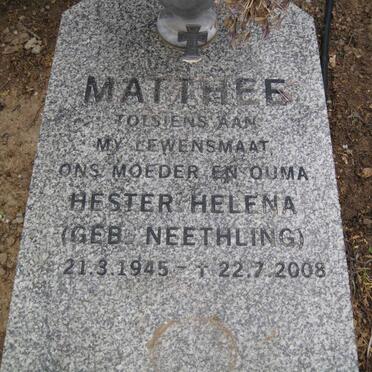 MATTHEE
TOTSIENS AAN
MY LEWENSMAAT
ONS MOEDER EN OUMA
HESTER HELENA
(GEB. NEETHLING)
21.3.1945 - † 22.7.2008